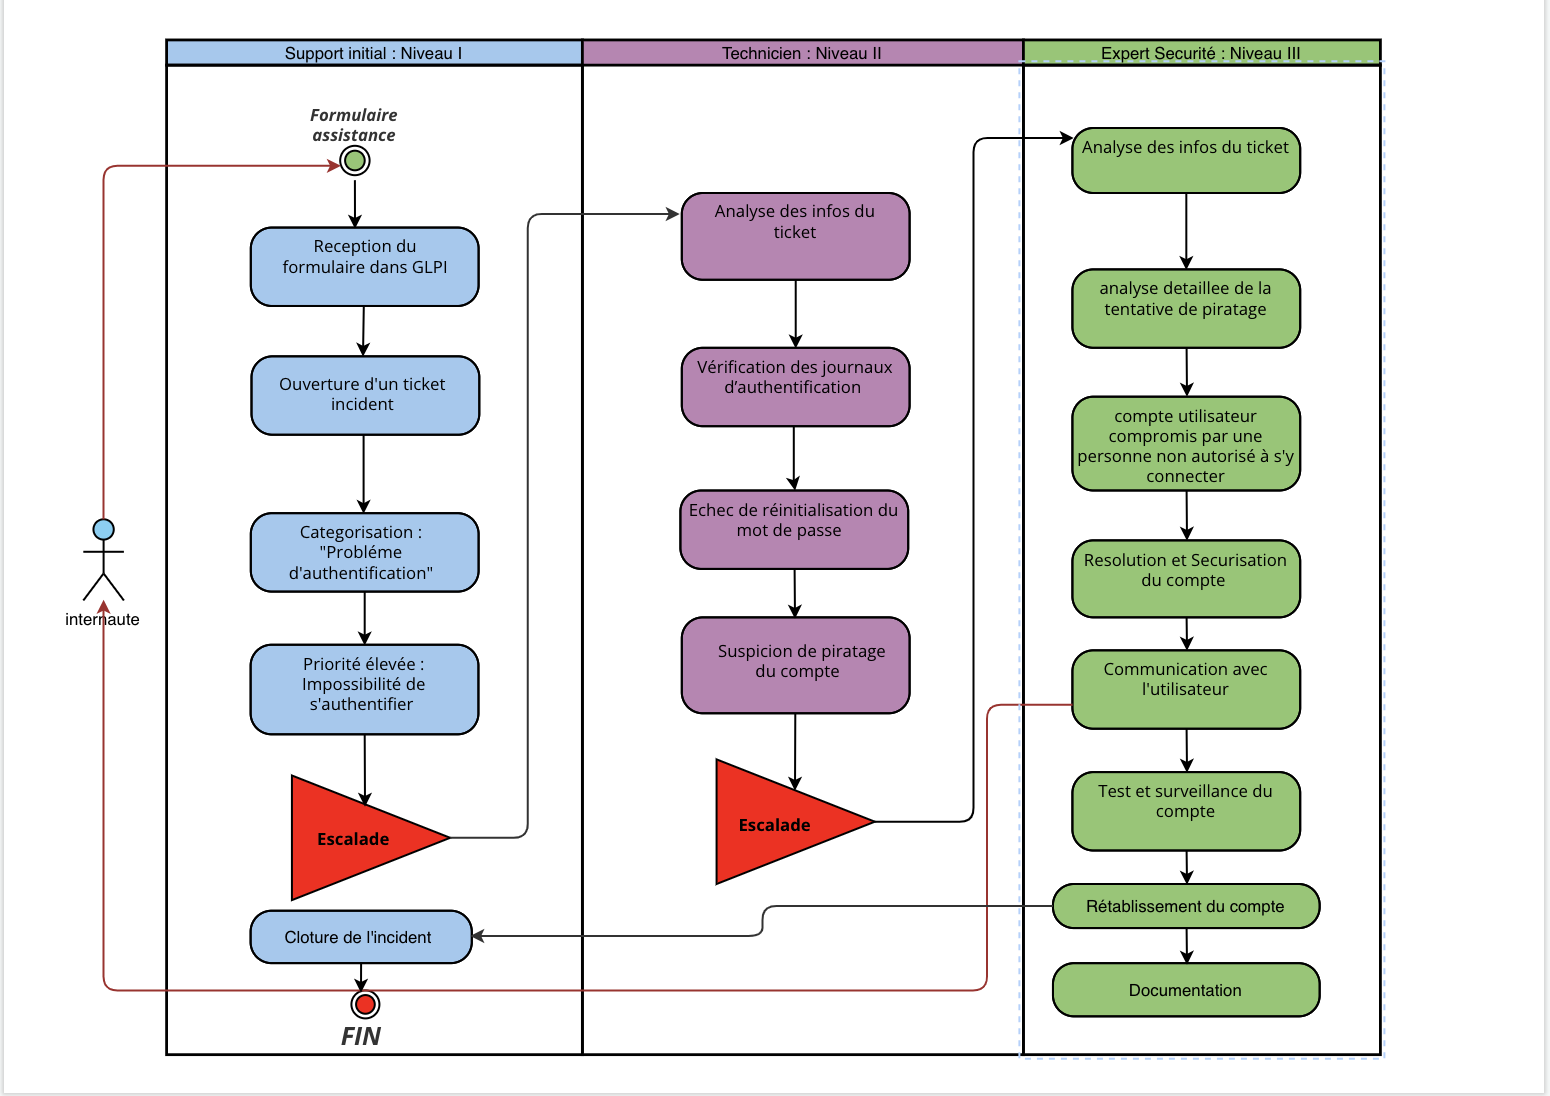 Support initial : Niveau I
Technicien : Niveau II
Expert Securité : Niveau III
Formulaire
assistance
Reception du
formulaire dans GLPI
Ouverture d'un ticket
incident
Categorisation :
"Probléme
d'authentification"
Priorité élevée :
Impossibilité de
s'authentifier
Escalade
Cloture de l'incident
FIN
internaute
Analyse des infos du
ticket
Vérification des journaux
d’authentification
Echec de réinitialisation du
mot de passe
Suspicion de piratage
du compte
Escalade
Analyse des infos du ticket
analyse detaillee de la
tentative de piratage
compte utilisateur
compromis par une
personne non autorisé à s'y
connecter
Resolution et Securisation
du compte
Communication avec
l'utilisateur
Test et surveillance du
compte
Rétablissement du compte
Documentation